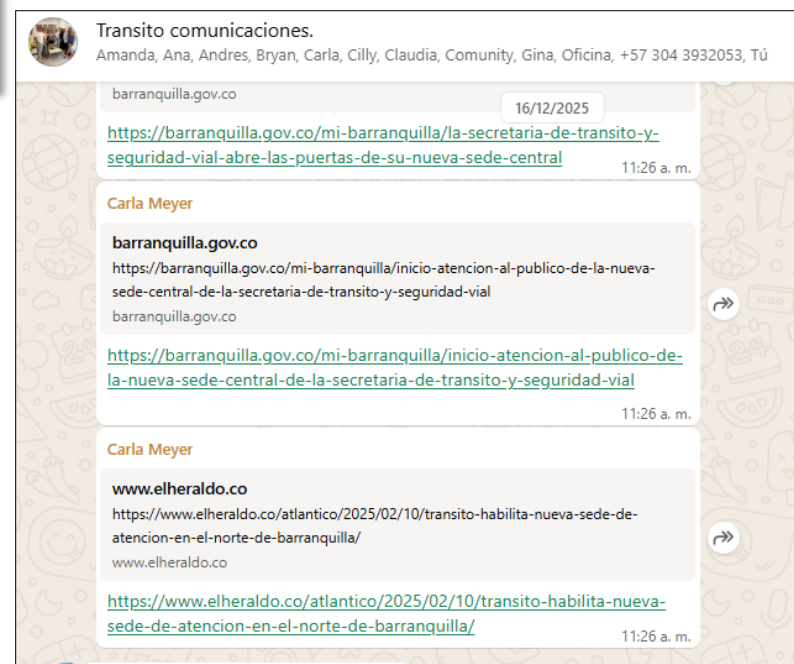 Transito comunicaciones.
Amanda, Ana, Andres, Bryan, Carla, Cilly, Claudia, Comunity, Gina, Oficina, +57 304 3932053, Tú
barranquilla.gov.co
16/12/2025
https://barranquilla.gov.co/mi-barranquilla/la-secretaria-de-transito-y-
seguridad-vial-abre-las-puertas-de-su-nueva-sede-central
11:26 a. m.
Carla Meyer
barranquilla.gov.co
https://barranquilla.gov.co/mi-barranquilla/inicio-atencion-al-publico-de-la-nueva-
sede-central-de-la-secretaria-de-transito-y-seguridad-vial
barranquilla.gov.co
https://barranquilla.gov.co/mi-barranquilla/inicio-atencion-al-publico-de-
la-nueva-sede-central-de-la-secretaria-de-transito-y-seguridad-vial
11:26 a. m.
Carla Meyer
www.elheraldo.co
https://www.elheraldo.co/atlantico/2025/02/10/transito-habilita-nueva-sede-de-
atencion-en-el-norte-de-barranquilla/
www.elheraldo.co
https://www.elheraldo.co/atlantico/2025/02/10/transito-habilita-nueva-
sede-de-atencion-en-el-norte-de-barranquilla/
11:26 a. m.